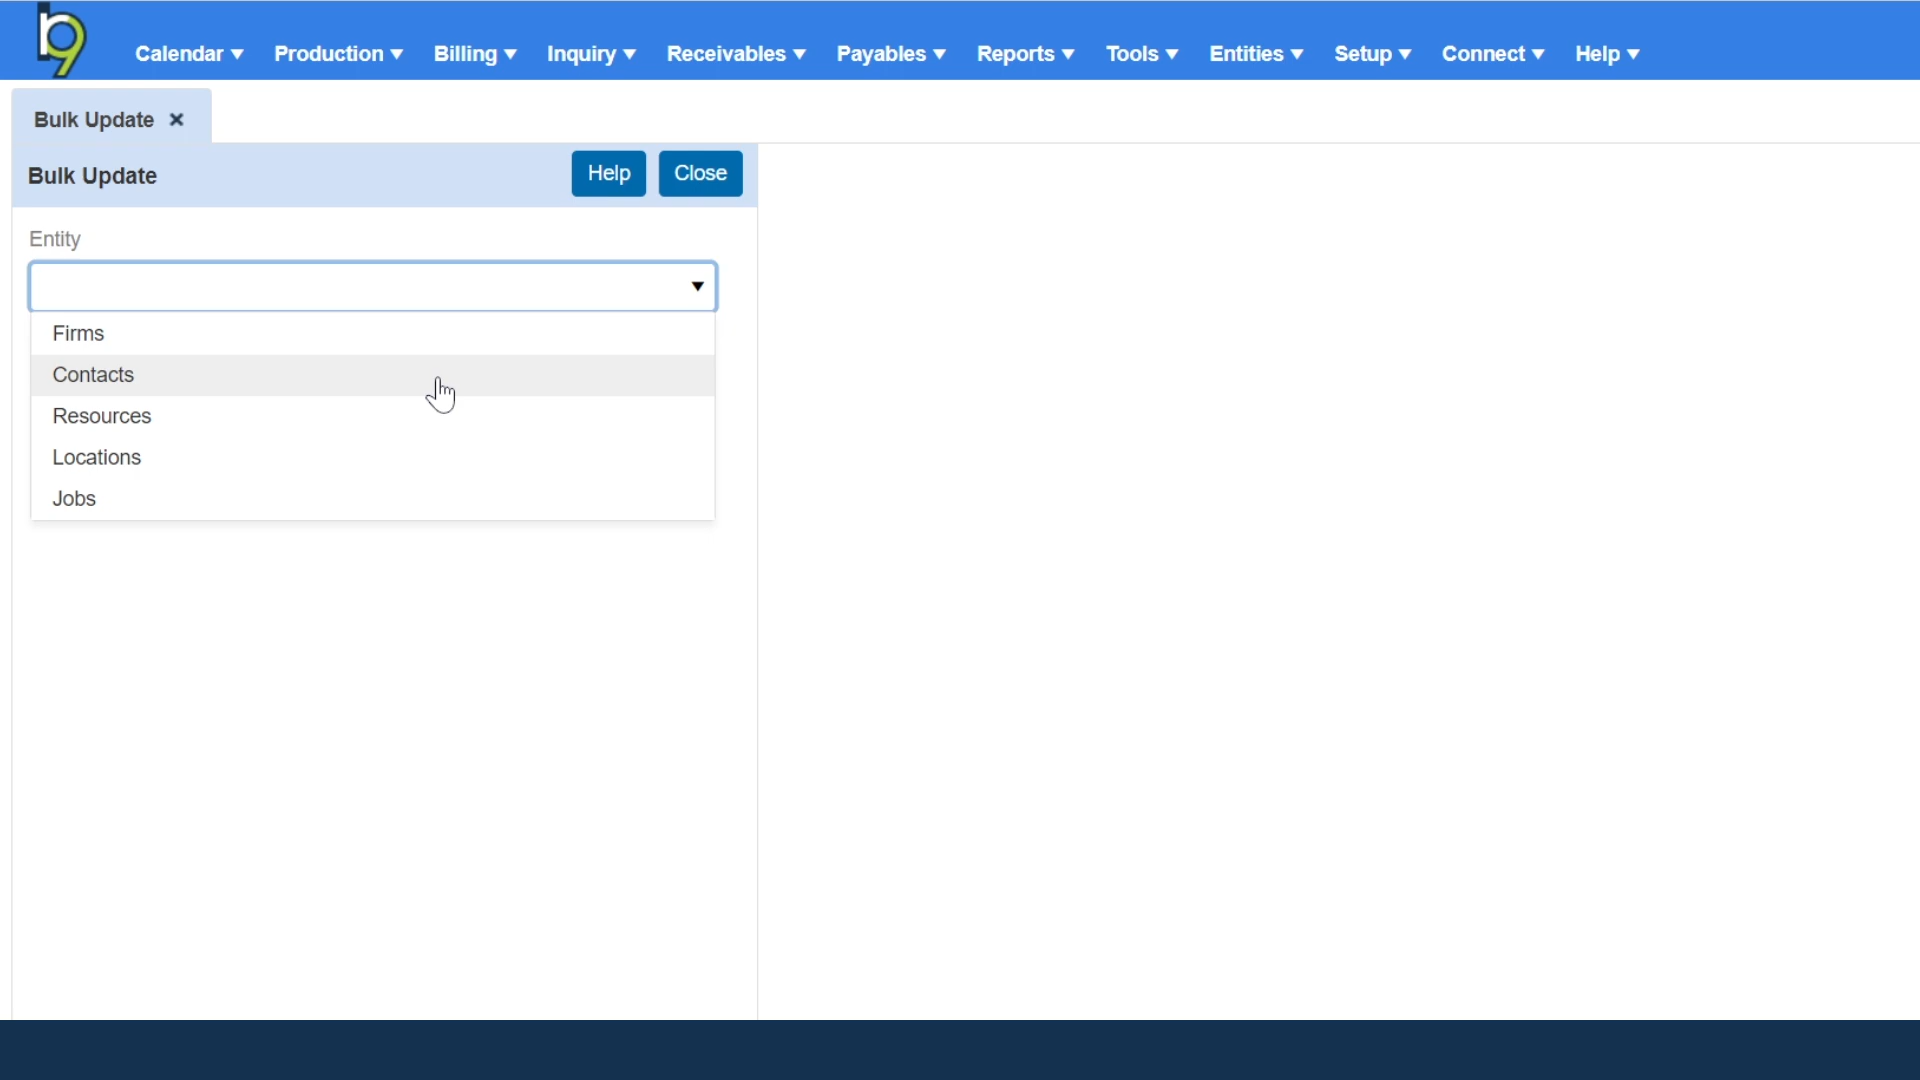 b9
Calendar Production Billing Inquiry Receivables Payables Reports Tools Entities Setup Connect Help
Bulk Update
Bulk Update Help Close
Entity
Firms
Contacts
Resources
Locations
Jobs